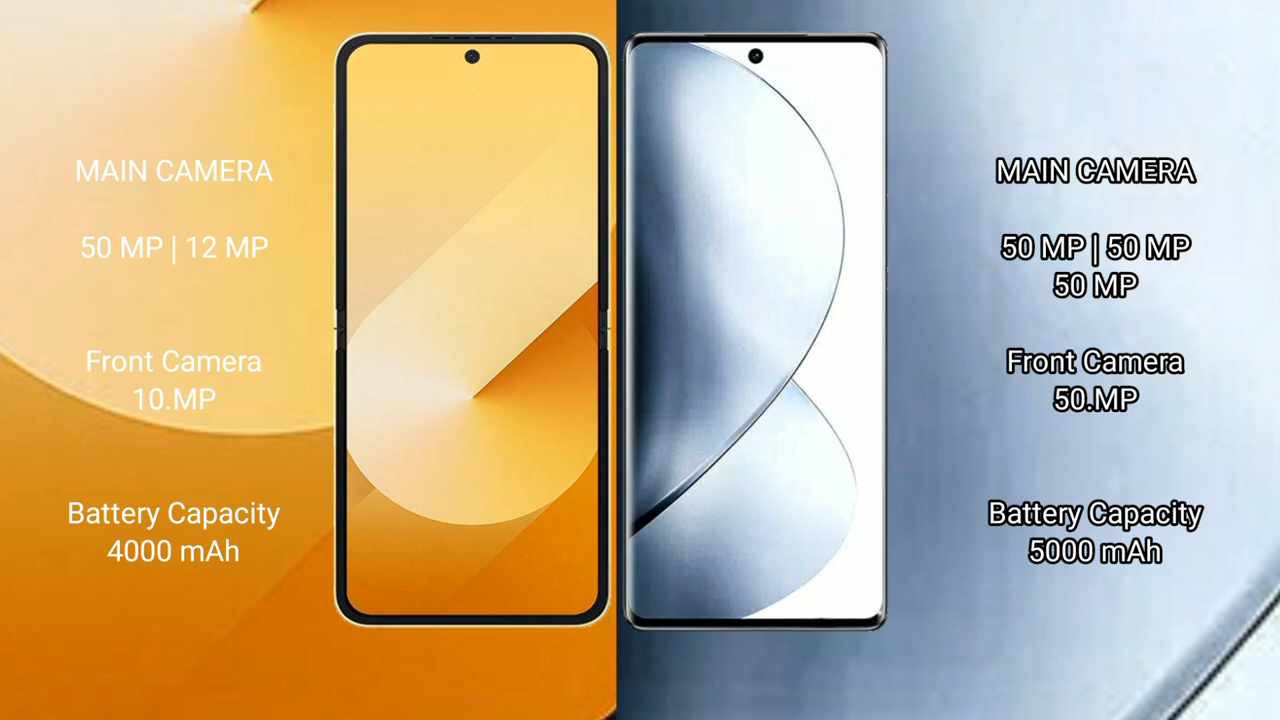 MAIN CAMERA
50 MP | 12 MP
Front Camera
10.MP
Battery Capacity
4000 mAh
MAIN CAMERA
50 MP | 50 MP
50 MP
Front Camera
50.MP
Battery Capacity
5000 mAh